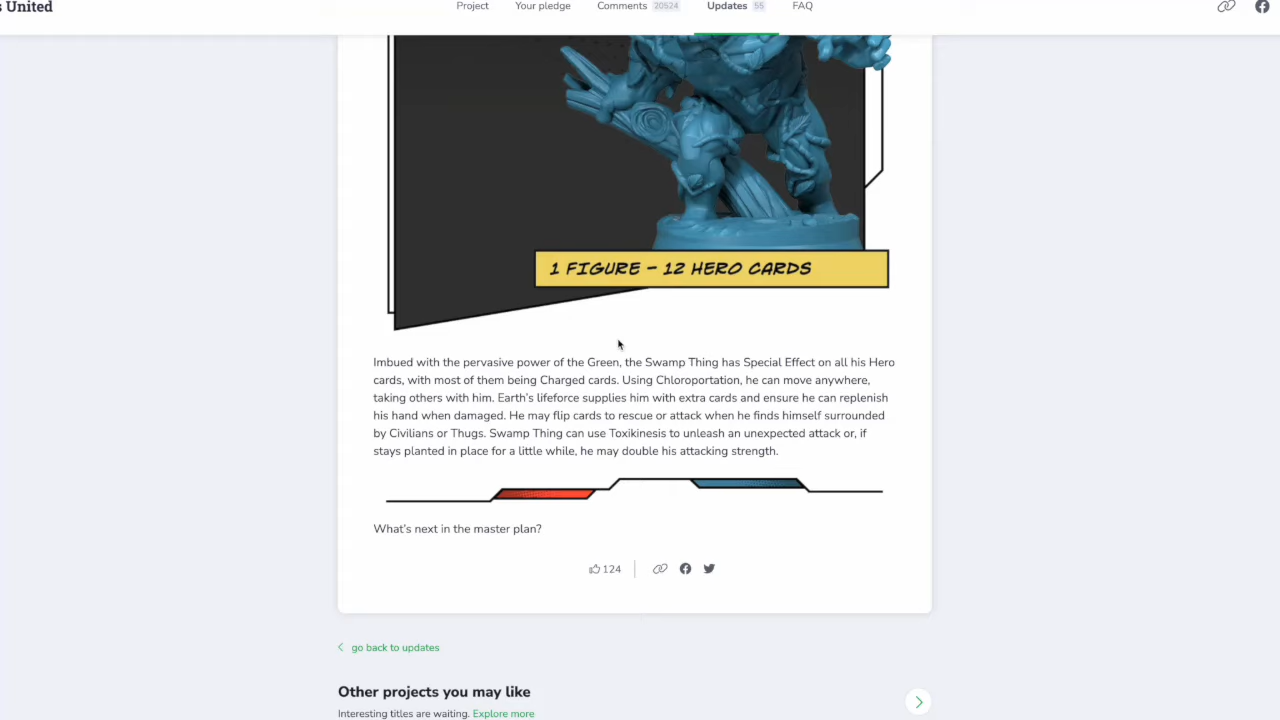 s United
Project Your pledge Comments 20524 Updates 55 FAQ
1 FIGURE - 12 HERO CARDS
Imbued with the pervasive power of the Green, the Swamp Thing has Special Effect on all his Hero
cards, with most of them being Charged cards. Using Chloroportation, he can move anywhere,
taking others with him. Earth's lifeforce supplies him with extra cards and ensure he can replenish
his hand when damaged. He may flip cards to rescue or attack when he finds himself surrounded
by Civilians or Thugs. Swamp Thing can use Toxikinesis to unleash an unexpected attack or, if
stays planted in place for a little while, he may double his attacking strength.
What's next in the master plan?
124
go back to updates
Other projects you may like
Interesting titles are waiting. Explore more